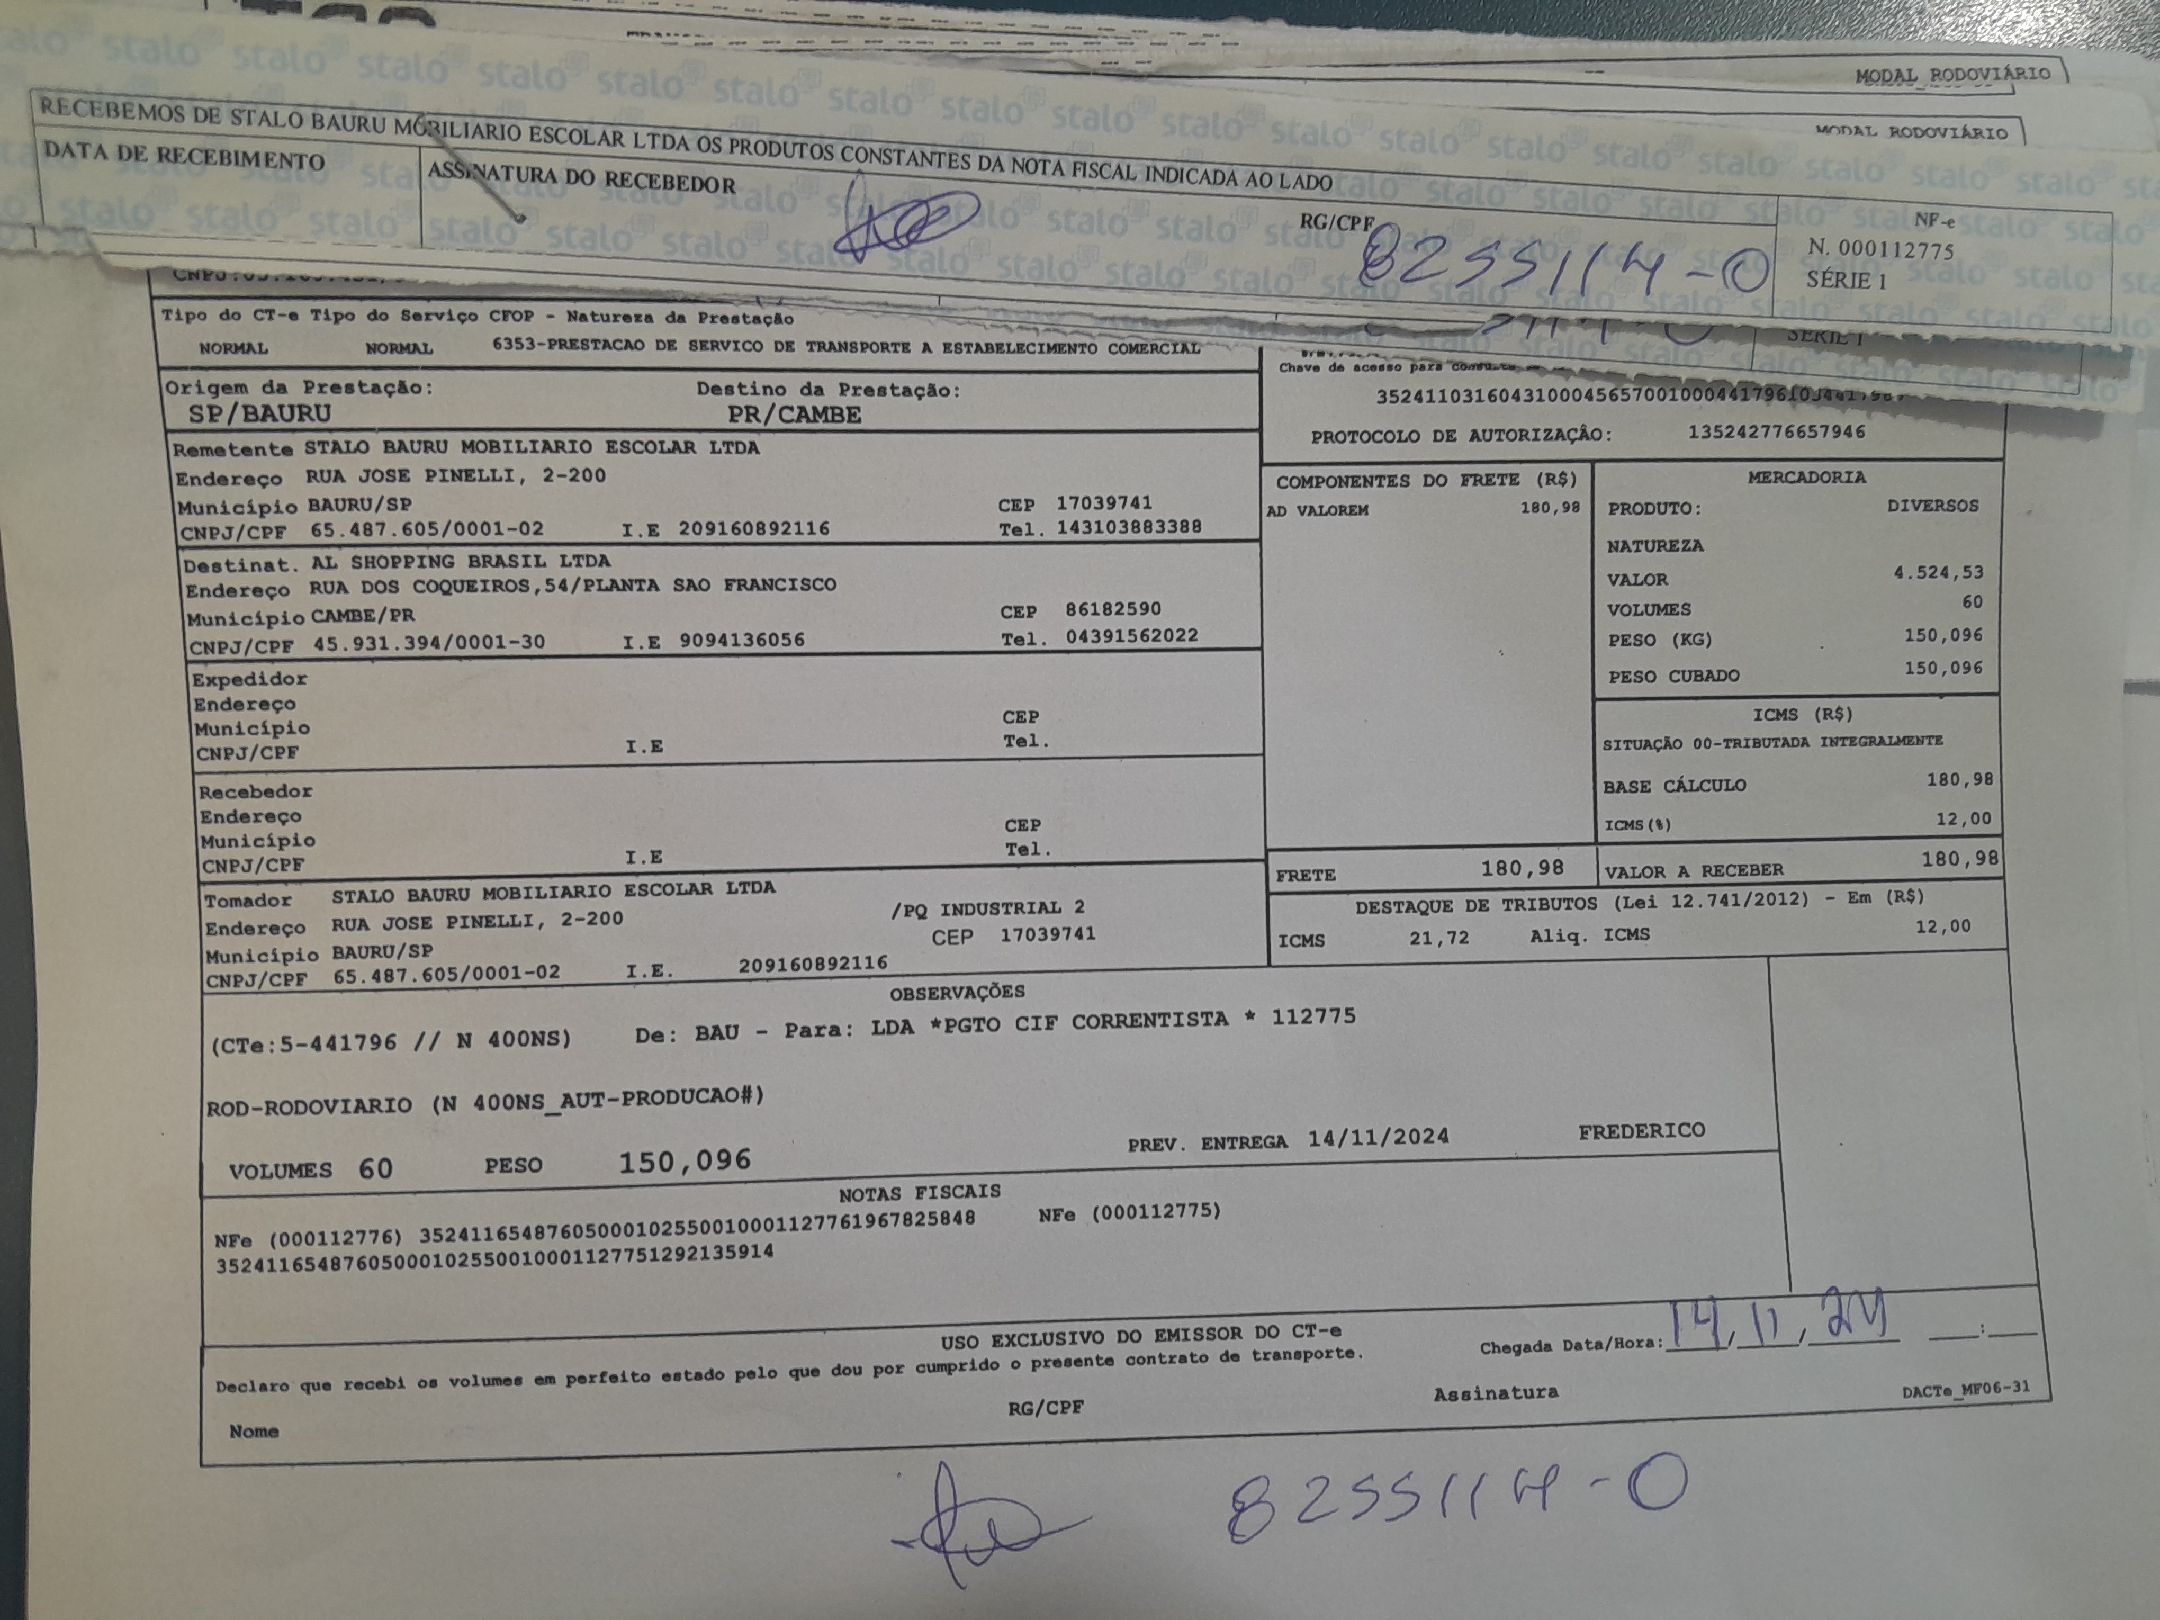 MODAL RODOVIÁRIO
MODAL RODOVIÁRIO
RECEBEMOS DE STALO BAURU MOBILIARIO ESCOLAR LTDA OS PRODUTOS CONSTANTES DA NOTA FISCAL INDICADA AO LADO
DATA DE RECEBIMENTO
ASSINATURA DO RECEBEDOR
RG/CPF
8255114-0
NF-e
N. 000112775
SÉRIE 1
SÉRIE 1
Tipo do CT-e Tipo do Serviço CFOP - Natureza da Prestação
NORMAL NORMAL 6353-PRESTACAO DE SERVICO DE TRANSPORTE A ESTABELECIMENTO COMERCIAL
Origem da Prestação: Destino da Prestação:
SP/BAURU PR/CAMBE
Chave de acesso para consulta
PROTOCOLO DE AUTORIZAÇÃO: 135242776657946
Remetente STALO BAURU MOBILIARIO ESCOLAR LTDA
Endereço RUA JOSE PINELLI, 2-200
Município BAURU/SP CEP 17039741
CNPJ/CPF 65.487.605/0001-02 I.E 209160892116 Tel. 143103883388
Destinat. AL SHOPPING BRASIL LTDA
Endereço RUA DOS COQUEIROS,54/PLANTA SAO FRANCISCO
Município CAMBE/PR CEP 86182590
CNPJ/CPF 45.931.394/0001-30 I.E 9094136056 Tel. 04391562022
Expedidor
Endereço
Município CEP
CNPJ/CPF I.E Tel.
Recebedor
Endereço
Município CEP
CNPJ/CPF I.E Tel.
Tomador STALO BAURU MOBILIARIO ESCOLAR LTDA
Endereço RUA JOSE PINELLI, 2-200 /PQ INDUSTRIAL 2
Município BAURU/SP CEP 17039741
CNPJ/CPF 65.487.605/0001-02 I.E. 209160892116
COMPONENTES DO FRETE (R$)
AD VALOREM 180,98
MERCADORIA
PRODUTO: DIVERSOS
NATUREZA
VALOR 4.524,53
VOLUMES 60
PESO (KG) 150,096
PESO CUBADO 150,096
ICMS (R$)
SITUAÇÃO 00-TRIBUTADA INTEGRALMENTE
BASE CÁLCULO 180,98
ICMS(%) 12,00
FRETE 180,98 VALOR A RECEBER 180,98
DESTAQUE DE TRIBUTOS (Lei 12.741/2012) - Em (R$)
ICMS 21,72 Aliq. ICMS 12,00
OBSERVAÇÕES
(CTe:5-441796 // N 400NS) De: BAU - Para: LDA *PGTO CIF CORRENTISTA * 112775
ROD-RODOVIARIO (N 400NS_AUT-PRODUCAO#)
VOLUMES 60 PESO 150,096 PREV. ENTREGA 14/11/2024 FREDERICO
NOTAS FISCAIS
NFe (000112776) 35241165487605000102550010001127761967825848 NFe (000112775)
35241165487605000102550010001127751292135914
USO EXCLUSIVO DO EMISSOR DO CT-e
Declaro que recebi os volumes em perfeito estado pelo que dou por cumprido o presente contrato de transporte.
Chegada Data/Hora: 14, 11, 24 ___:___
Nome RG/CPF Assinatura DACTe_MF06-31
8255114-0